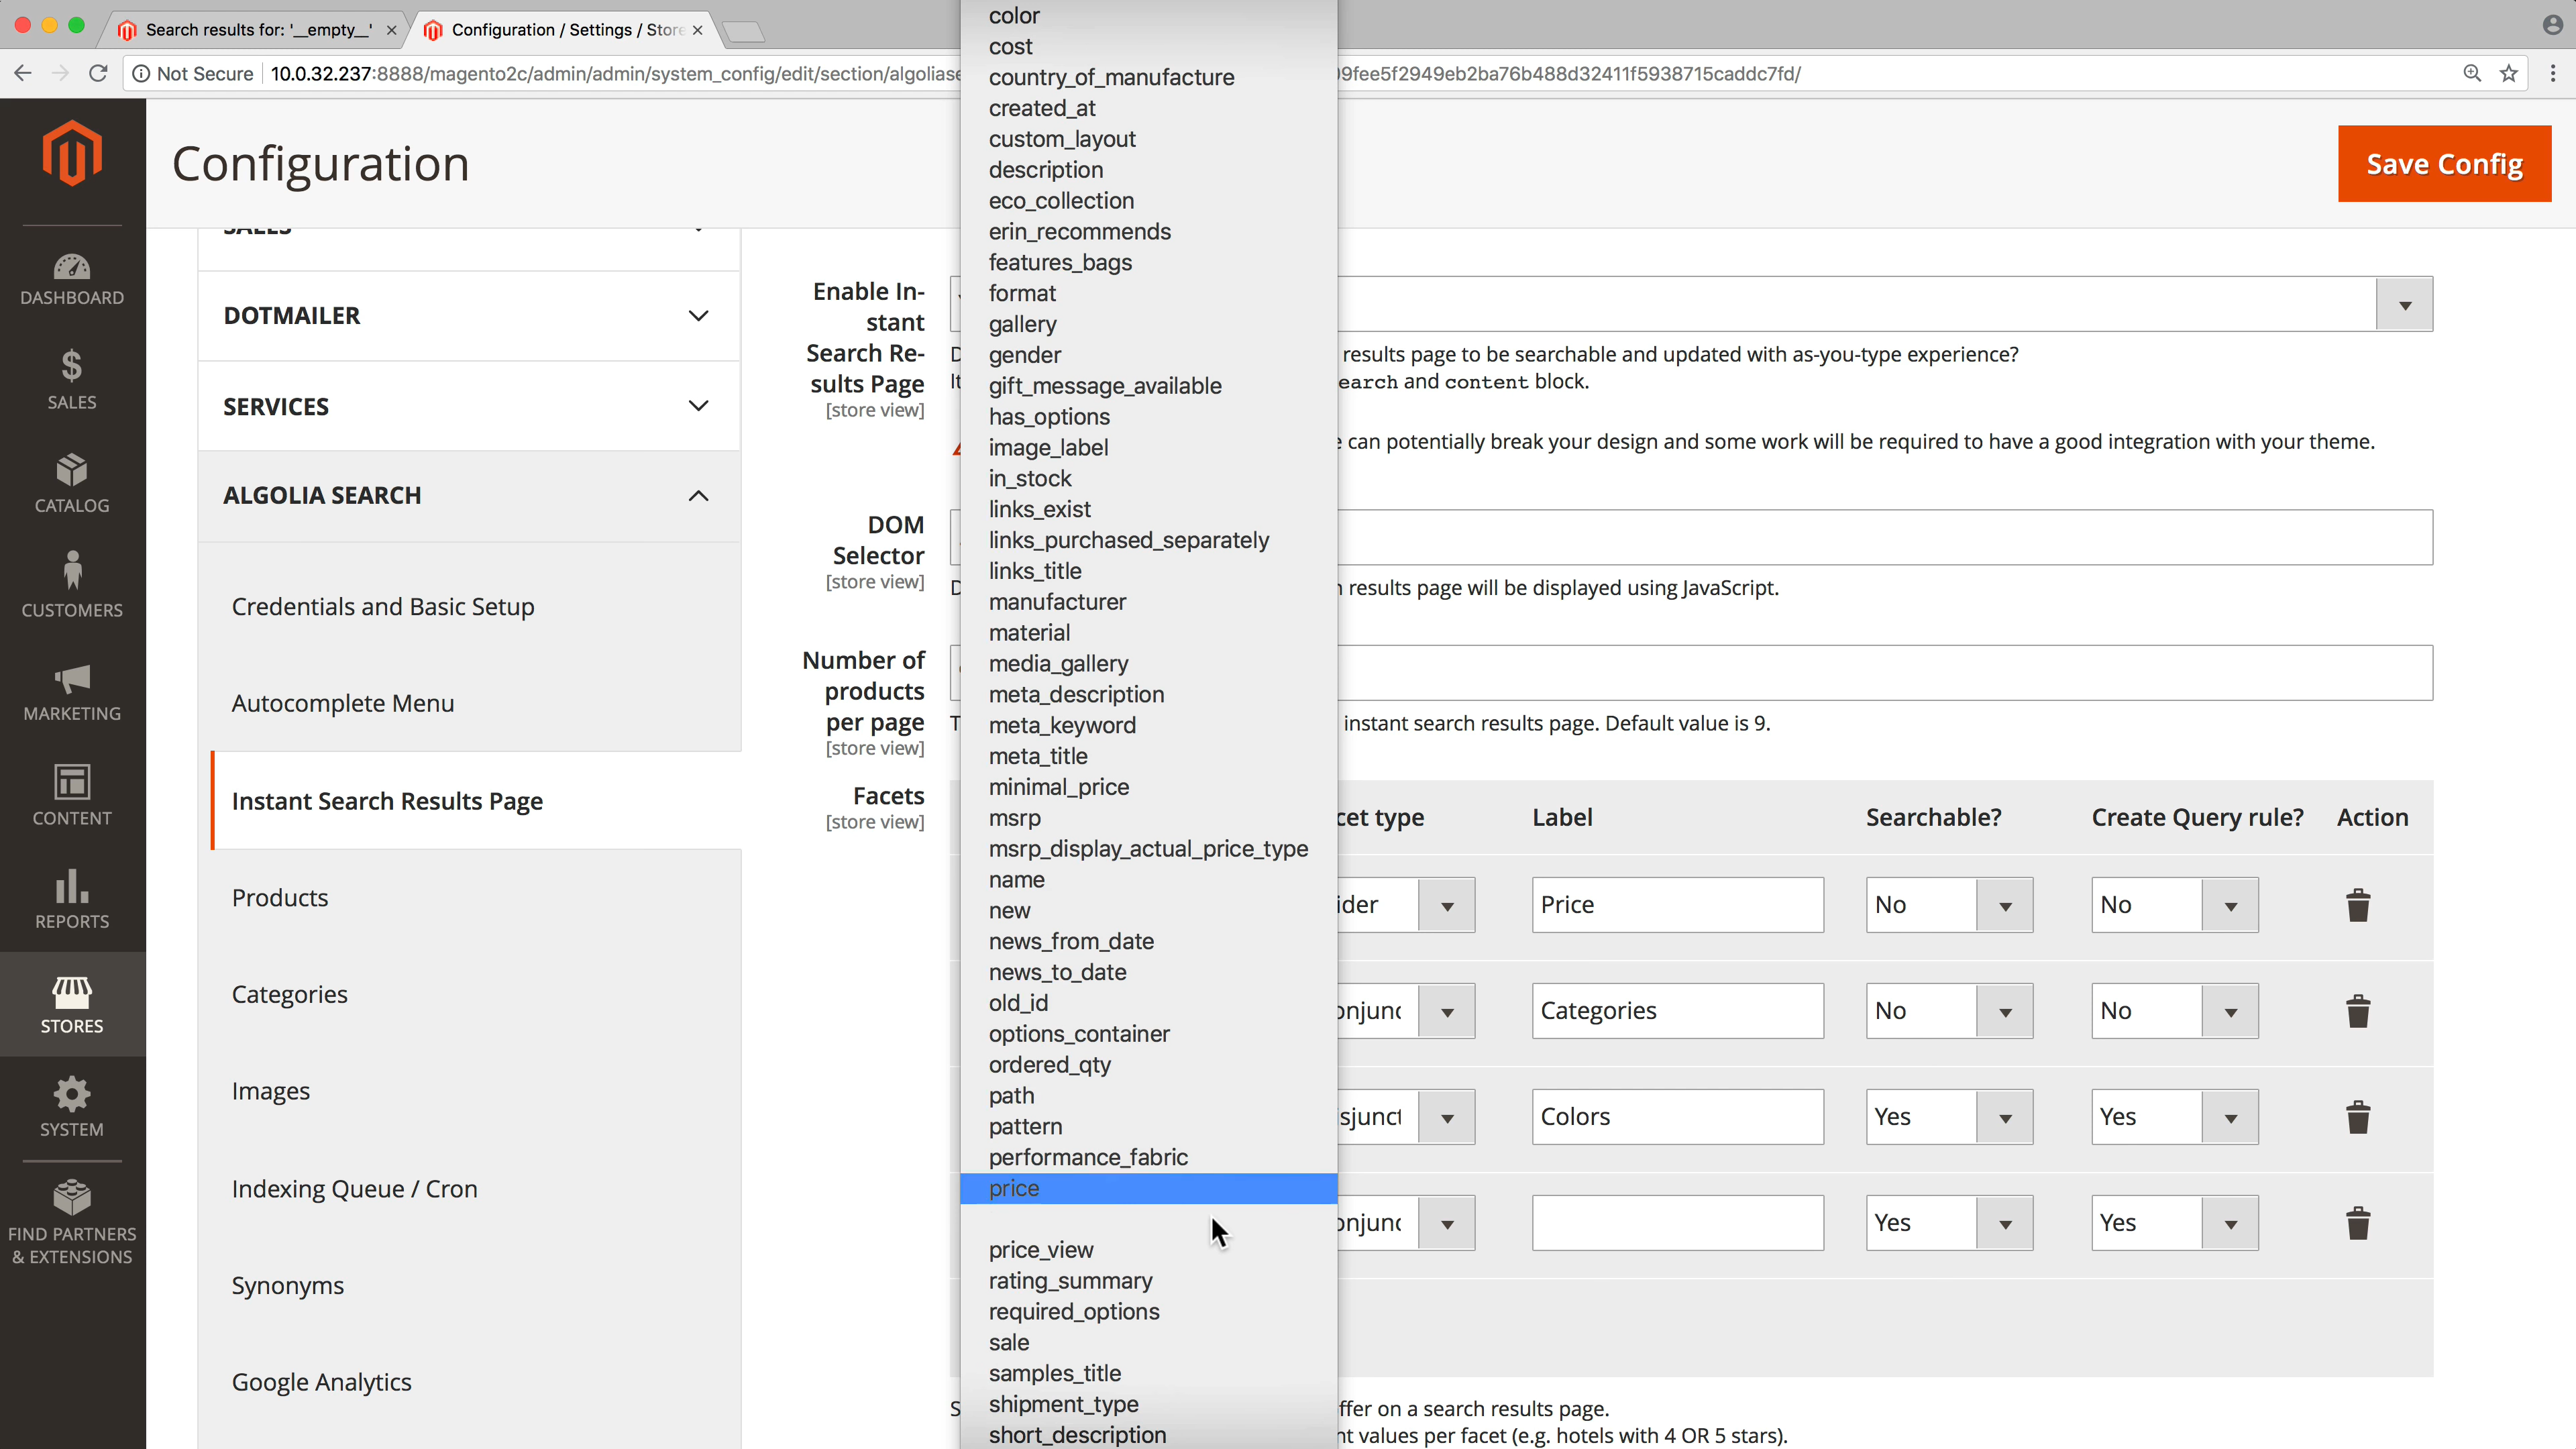 Search results for: '__empty__'
Configuration / Settings / Store
Not Secure
10.0.32.237:8888/magento2c/admin/admin/system_config/edit/section/algoliase
9fee5f2949eb2ba76b488d32411f5938715caddc7fd/
Configuration
Save Config
DASHBOARD
SALES
CATALOG
CUSTOMERS
MARKETING
CONTENT
REPORTS
STORES
SYSTEM
FIND PARTNERS
& EXTENSIONS
SALES
DOTMAILER
SERVICES
ALGOLIA SEARCH
Credentials and Basic Setup
Autocomplete Menu
Instant Search Results Page
Products
Categories
Images
Indexing Queue / Cron
Synonyms
Google Analytics
Enable In-
stant
Search Re-
sults Page
[store view]
results page to be searchable and updated with as-you-type experience?
earch and content block.
can potentially break your design and some work will be required to have a good integration with your theme.
DOM
Selector
[store view]
results page will be displayed using JavaScript.
Number of
products
per page
[store view]
instant search results page. Default value is 9.
Facets
[store view]
color
cost
country_of_manufacture
created_at
custom_layout
description
eco_collection
erin_recommends
features_bags
format
gallery
gender
gift_message_available
has_options
image_label
in_stock
links_exist
links_purchased_separately
links_title
manufacturer
material
media_gallery
meta_description
meta_keyword
meta_title
minimal_price
msrp
msrp_display_actual_price_type
name
new
news_from_date
news_to_date
old_id
options_container
ordered_qty
path
pattern
performance_fabric
price
price_view
rating_summary
required_options
sale
samples_title
shipment_type
short_description
cet type Label Searchable? Create Query rule? Action
ider Price No No
onjunc Categories No No
sjunct Colors Yes Yes
onjunc Yes Yes
ffer on a search results page.
nt values per facet (e.g. hotels with 4 OR 5 stars).